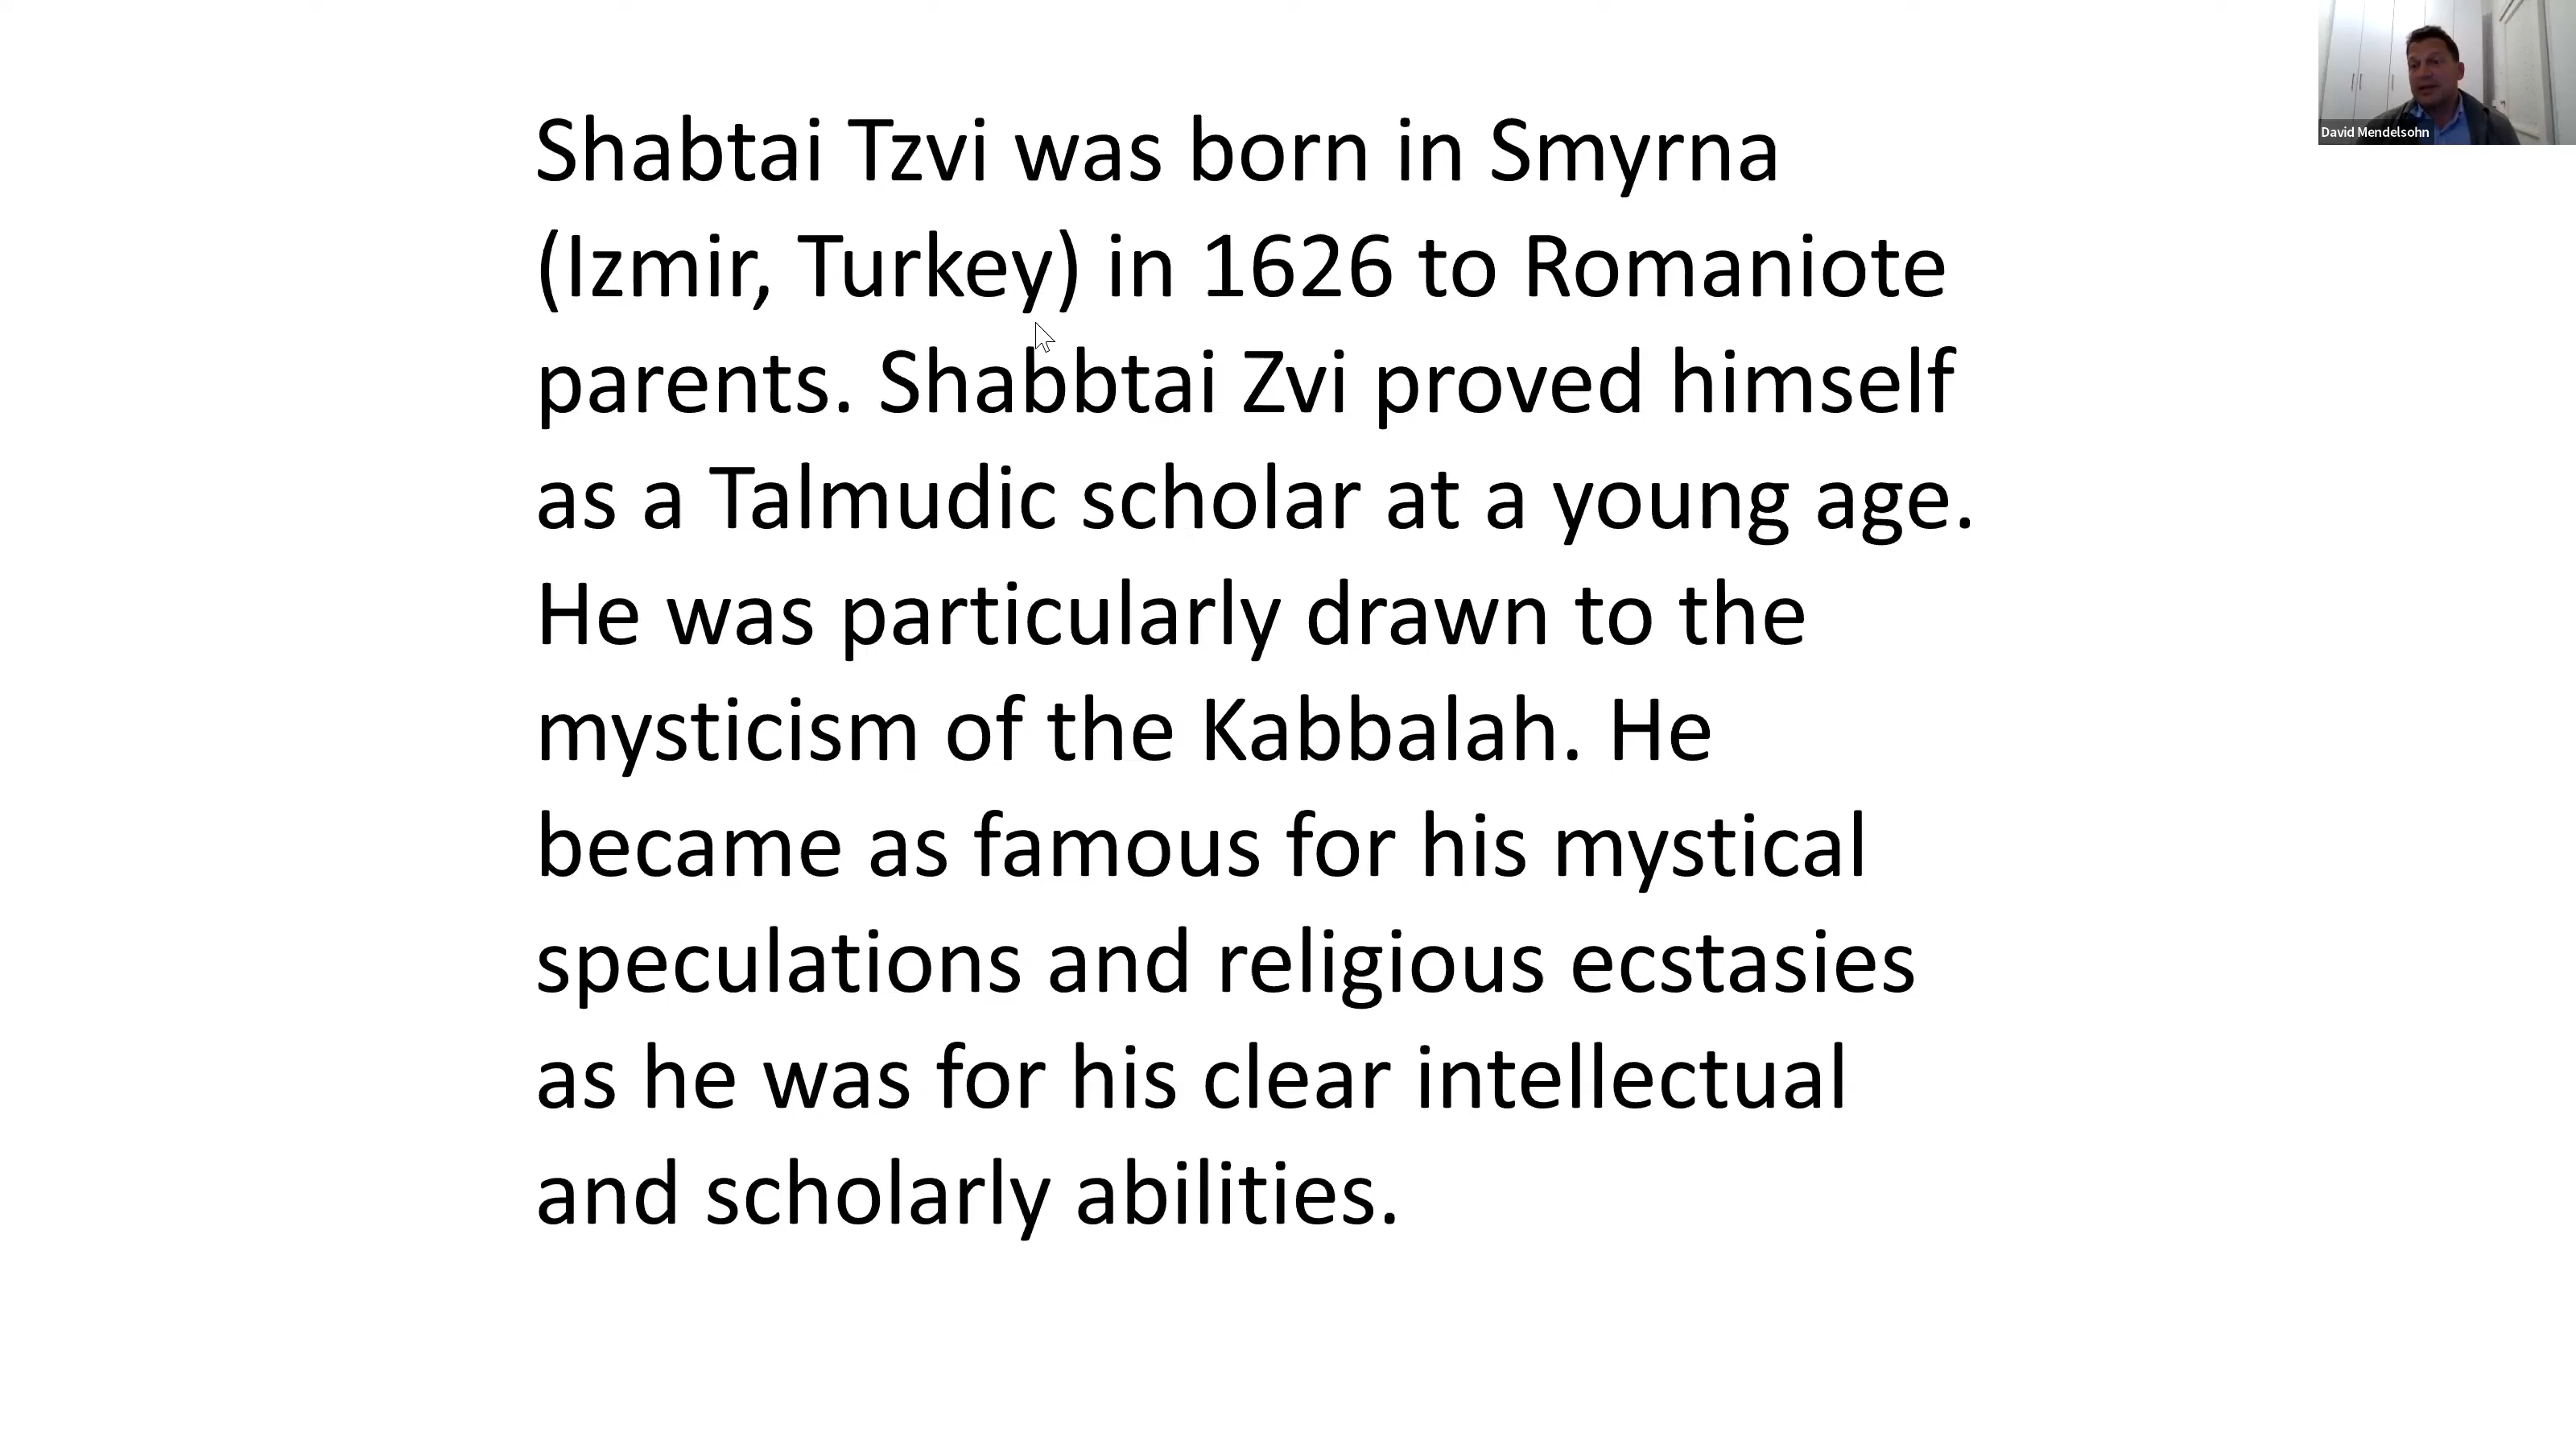 Shabtai Tzvi was born in Smyrna
(Izmir, Turkey) in 1626 to Romaniote
parents. Shabbtai Zvi proved himself
as a Talmudic scholar at a young age.
He was particularly drawn to the
mysticism of the Kabbalah. He
became as famous for his mystical
speculations and religious ecstasies
as he was for his clear intellectual
and scholarly abilities.
David Mendelsohn